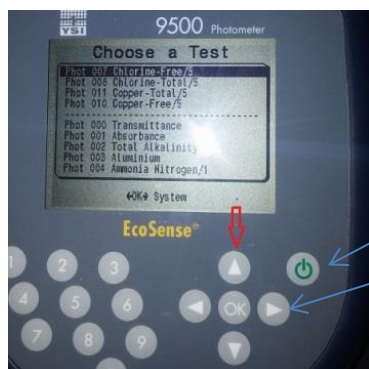 YSI 9500 Photometer
Choose a Test
Phot 007 Chlorine-Free/5
Phot 008 Chlorine-Total/5
Phot 011 Copper-Total/5
Phot 010 Copper-Free/5
Phot 000 Transmittance
Phot 001 Absorbance
Phot 002 Total Alkalinity
Phot 003 Aluminium
Phot 004 Ammonia Nitrogen/1
←OK→ System
EcoSense®
1 2 3
4 5 6
OK
7 8 9